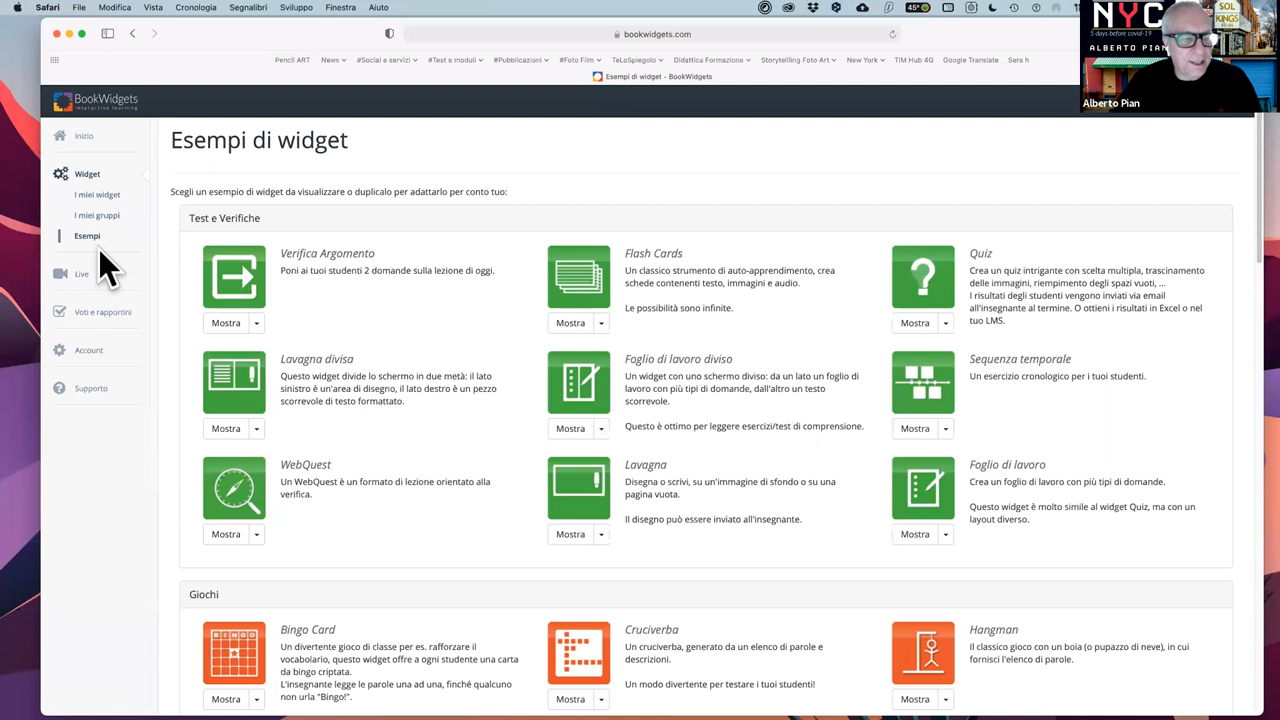 Safari File Modifica Vista Cronologia Segnalibri Sviluppo Finestra Aiuto
45°
bookwidgets.com
Pencil ART News #Social e servizi #Test e moduli #Pubblicazioni #Foto Film TeLoSpiegolo Didattica Formazione Storytelling Foto Art New York TIM Hub 4G Google Translate Sara h
Esempi di widget - BookWidgets
NYC
5 days before covid-19
ALBERTO PIAN
SOL
KINGS
Alberto Pian
BookWidgets
interactive learning
Inizio
Widget
I miei widget
I miei gruppi
Esempi
Live
Voti e rapportini
Account
Supporto
Esempi di widget
Scegli un esempio di widget da visualizzare o duplicalo per adattarlo per conto tuo:
Test e Verifiche
Verifica Argomento
Poni ai tuoi studenti 2 domande sulla lezione di oggi.
Mostra
Flash Cards
Un classico strumento di auto-apprendimento, crea
schede contenenti testo, immagini e audio.
Le possibilità sono infinite.
Mostra
Quiz
Crea un quiz intrigante con scelta multipla, trascinamento
delle immagini, riempimento degli spazi vuoti, ...
I risultati degli studenti vengono inviati via email
all'insegnante al termine. O ottieni i risultati in Excel o nel
tuo LMS.
Mostra
Lavagna divisa
Questo widget divide lo schermo in due metà: il lato
sinistro è un'area di disegno, il lato destro è un pezzo
scorrevole di testo formattato.
Mostra
Foglio di lavoro diviso
Un widget con uno schermo diviso: da un lato un foglio di
lavoro con più tipi di domande, dall'altro un testo
scorrevole.
Questo è ottimo per leggere esercizi/test di comprensione.
Mostra
Sequenza temporale
Un esercizio cronologico per i tuoi studenti.
Mostra
WebQuest
Un WebQuest è un formato di lezione orientato alla
verifica.
Mostra
Lavagna
Disegna o scrivi, su un'immagine di sfondo o su una
pagina vuota.
Il disegno può essere inviato all'insegnante.
Mostra
Foglio di lavoro
Crea un foglio di lavoro con più tipi di domande.
Questo widget è molto simile al widget Quiz, ma con un
layout diverso.
Mostra
Giochi
BINGO
Bingo Card
Un divertente gioco di classe per es. rafforzare il
vocabolario, questo widget offre a ogni studente una carta
da bingo criptata.
L'insegnante legge le parole una ad una, finché qualcuno
non urla "Bingo!".
Mostra
Cruciverba
Un cruciverba, generato da un elenco di parole e
descrizioni.
Un modo divertente per testare i tuoi studenti!
Mostra
Hangman
Il classico gioco con un boia (o pupazzo di neve), in cui
fornisci l'elenco di parole.
Mostra